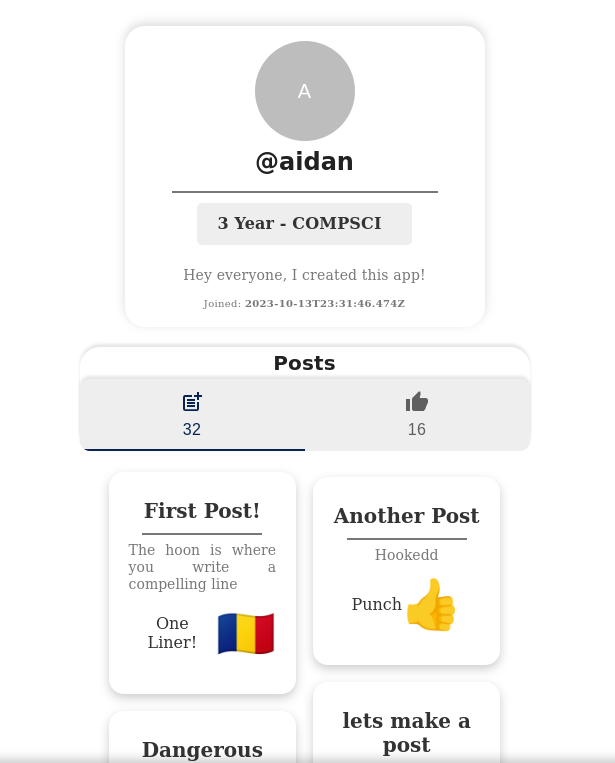 A
@aidan
3 Year - COMPSCI
Hey everyone, I created this app!
Joined: 2023-10-13T23:31:46.474Z
Posts
32
16
First Post!
The hoon is where
you write a
compelling line
One
Liner!
Another Post
Hookedd
Punch
Dangerous
lets make a
post